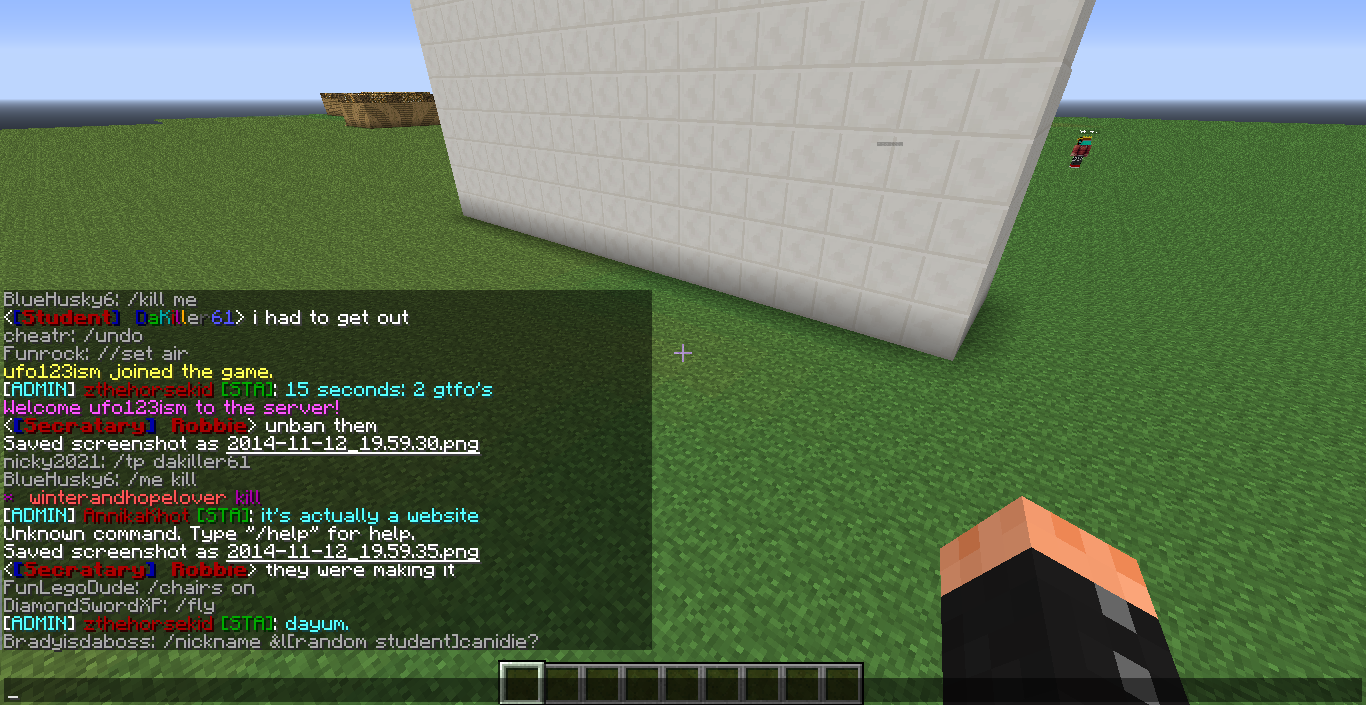 BlueHusky6: /kill me
<[Student] DaKiller61> i had to get out
cheatr: /undo
Funrock: //set air
ufo123ism joined the game.
[ADMIN] zthehorsekid [STA]: 15 seconds: 2 gtfo's
Welcome ufo123ism to the server!
<[Secratary] Robbie> unban them
Saved screenshot as 2014-11-12_19.59.30.png
nicky2021: /tp dakiller61
BlueHusky6: /me kill
* winterandhopelover kill
[ADMIN] AnnikaKhot [STA]: it's actually a website
Unknown command. Type "/help" for help.
Saved screenshot as 2014-11-12_19.59.35.png
<[Secratary] Robbie> they were making it
FunLegoDude: /chairs on
DiamondSwordXP: /fly
[ADMIN] zthehorsekid [STA]: dayum.
Bradyisdaboss: /nickname &l[random student]canidie?
_